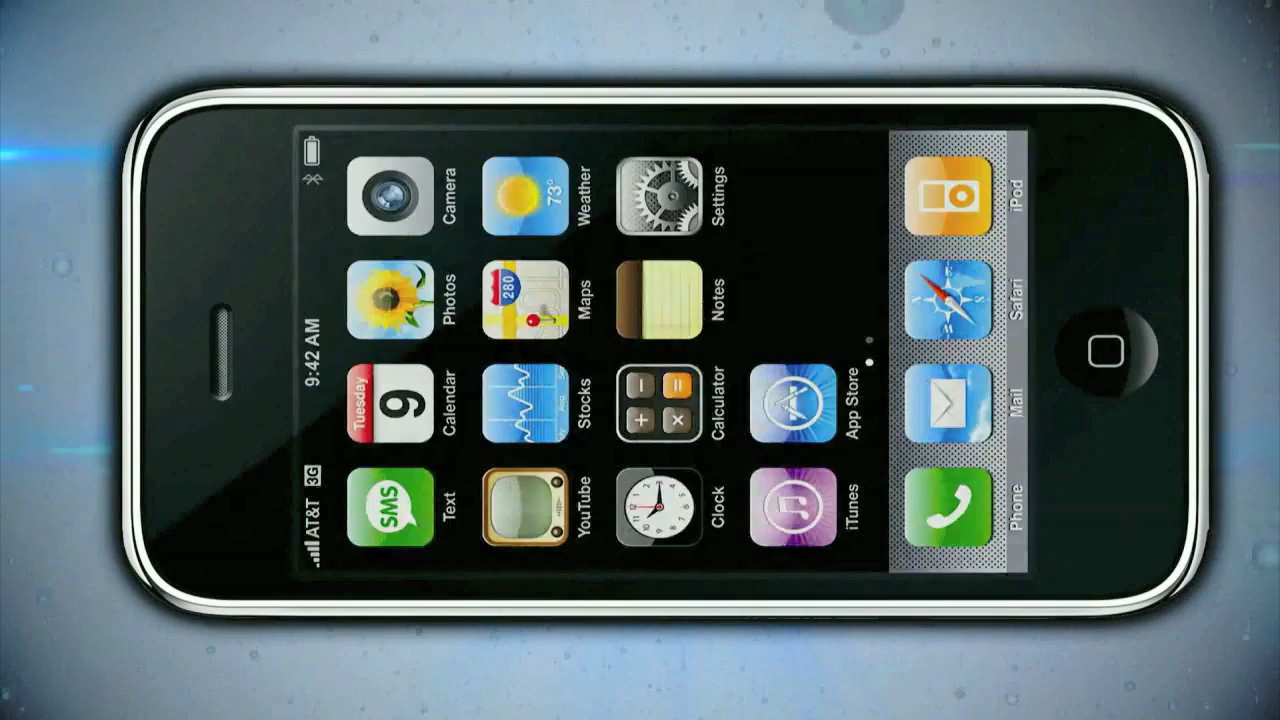 AT&T 3G 9:42 AM
SMS Tuesday 9 
Text Calendar Photos Camera
280 73°
YouTube Stocks Maps Weather
Clock Calculator Notes Settings
iTunes App Store
Phone Mail Safari iPod